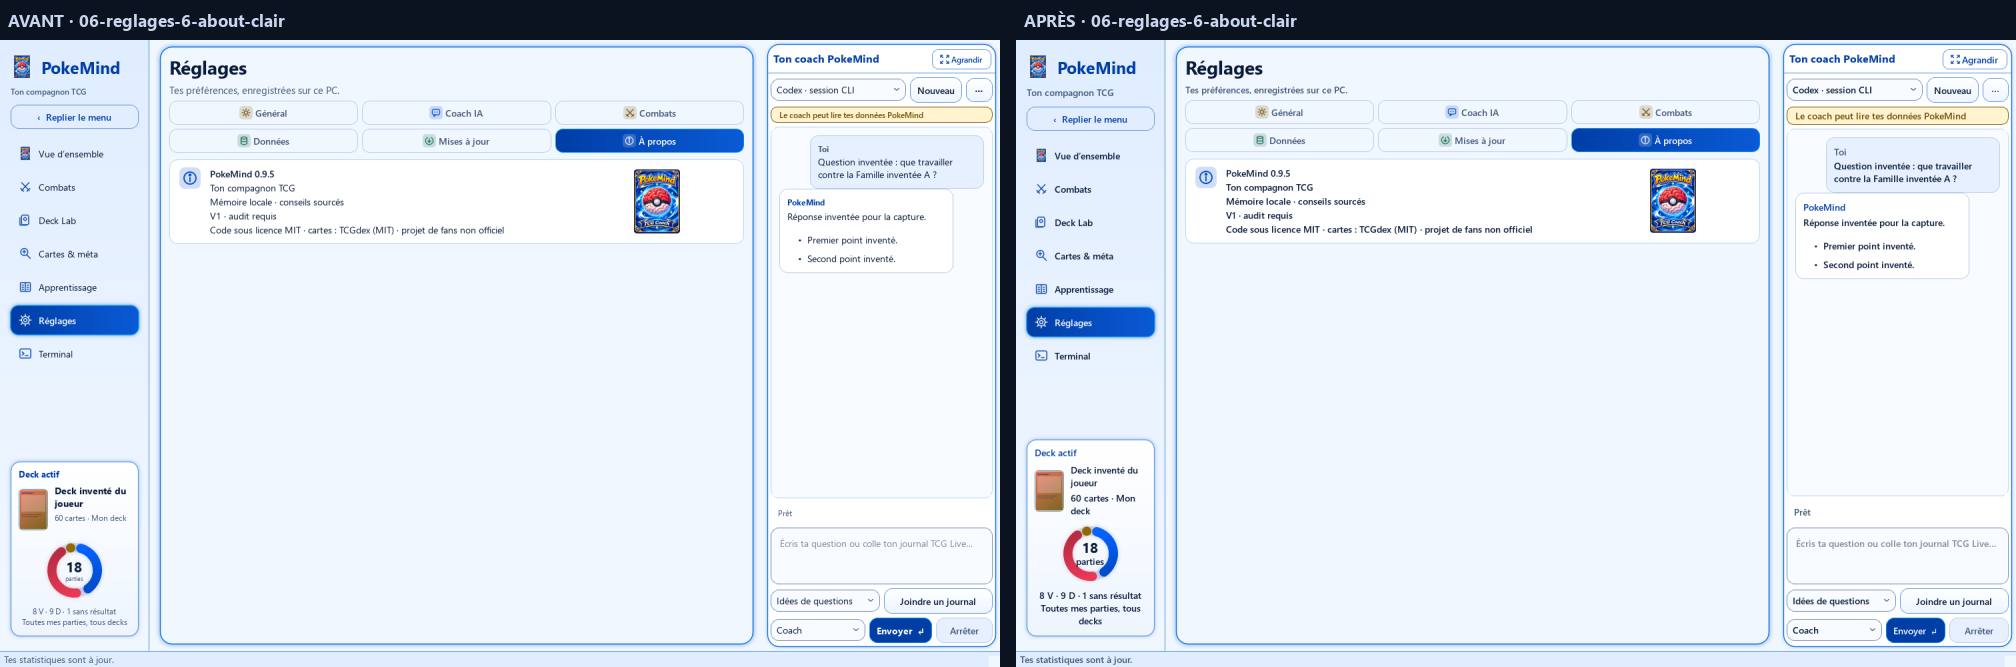 AVANT · 06-reglages-6-about-clair
PokeMind
Ton compagnon TCG
‹ Replier le menu
Vue d'ensemble
Combats
Deck Lab
Cartes & méta
Apprentissage
Réglages
Terminal
Deck actif
Deck inventé du
joueur
60 cartes · Mon deck
18
parties
8 V · 9 D · 1 sans résultat
Toutes mes parties, tous decks
Réglages
Tes préférences, enregistrées sur ce PC.
Général
Coach IA
Combats
Données
Mises à jour
À propos
PokeMind 0.9.5
Ton compagnon TCG
Mémoire locale · conseils sourcés
V1 · audit requis
Code sous licence MIT · cartes : TCGdex (MIT) · projet de fans non officiel
PokeMind
TCG Coach
Ton coach PokeMind
Agrandir
Codex · session CLI
Nouveau
...
Le coach peut lire tes données PokeMind
Toi
Question inventée : que travailler
contre la Famille inventée A ?
PokeMind
Réponse inventée pour la capture.
• Premier point inventé.
• Second point inventé.
Prêt
Écris ta question ou colle ton journal TCG Live...
Idées de questions
Joindre un journal
Coach
Envoyer ↲
Arrêter
Tes statistiques sont à jour.
APRÈS · 06-reglages-6-about-clair
PokeMind
Ton compagnon TCG
‹ Replier le menu
Vue d'ensemble
Combats
Deck Lab
Cartes & méta
Apprentissage
Réglages
Terminal
Deck actif
Deck inventé du
joueur
60 cartes · Mon
deck
18
parties
8 V · 9 D · 1 sans résultat
Toutes mes parties, tous
decks
Réglages
Tes préférences, enregistrées sur ce PC.
Général
Coach IA
Combats
Données
Mises à jour
À propos
PokeMind 0.9.5
Ton compagnon TCG
Mémoire locale · conseils sourcés
V1 · audit requis
Code sous licence MIT · cartes : TCGdex (MIT) · projet de fans non officiel
PokeMind
TCG Coach
Ton coach PokeMind
Agrandir
Codex · session CLI
Nouveau
...
Le coach peut lire tes données PokeMind
Toi
Question inventée : que travailler
contre la Famille inventée A ?
PokeMind
Réponse inventée pour la capture.
• Premier point inventé.
• Second point inventé.
Prêt
Écris ta question ou colle ton journal TCG Live...
Idées de questions
Joindre un journal
Coach
Envoyer ↲
Arrêter
Tes statistiques sont à jour.